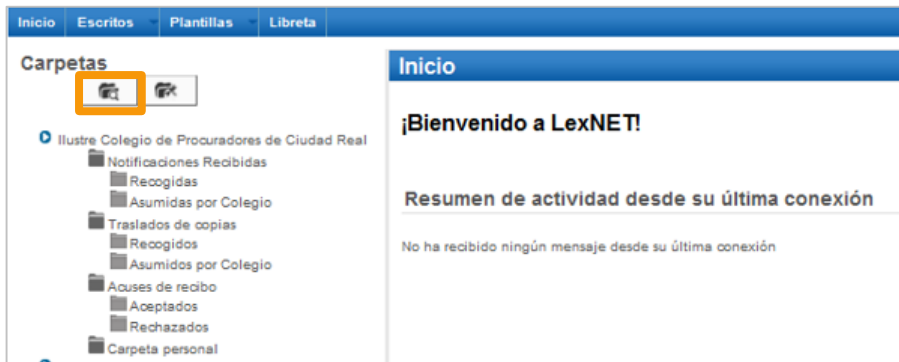 Inicio Escritos Plantillas Libreta
Carpetas
Ilustre Colegio de Procuradores de Ciudad Real
Notificaciones Recibidas
Recogidas
Asumidas por Colegio
Traslados de copias
Recogidos
Asumidos por Colegio
Acuses de recibo
Aceptados
Rechazados
Carpeta personal
Inicio
¡Bienvenido a LexNET!
Resumen de actividad desde su última conexión
No ha recibido ningún mensaje desde su última conexión